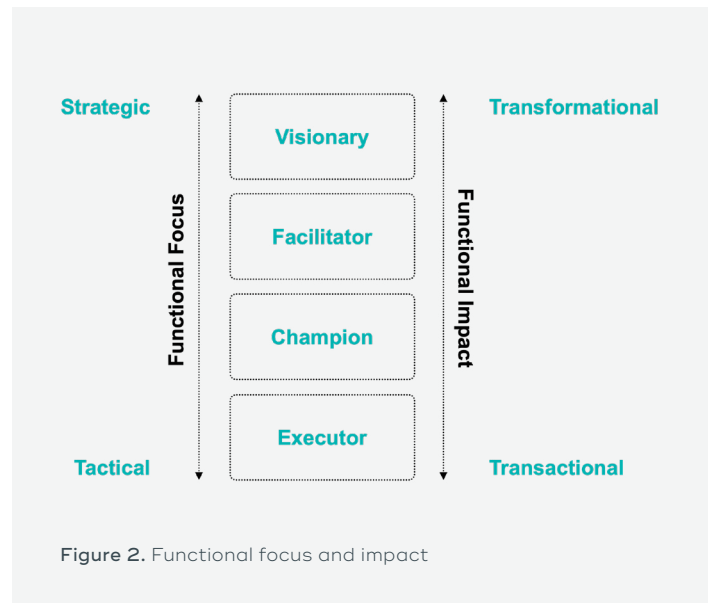 Strategic
Visionary
Transformational
Functional Focus
Facilitator
Functional Impact
Champion
Executor
Tactical
Transactional
Figure 2. Functional focus and impact